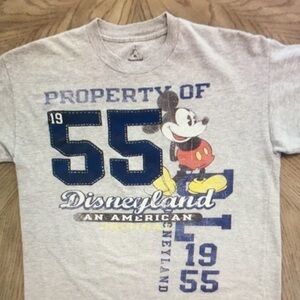 PROPERTY OF
19
55
Disneyland
AN AMERICAN
DISNEYLAND
19
55